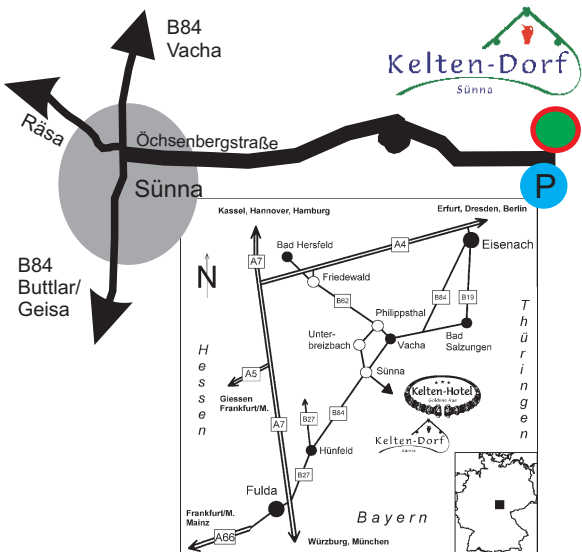 B84
Vacha
Kelten-Dorf
Sünna
Räsa
Öchsenbergstraße
Sünna
P
B84
Buttlar/
Geisa
Kassel, Hannover, Hamburg
Erfurt, Dresden, Berlin
N
A7
Bad Hersfeld
A4
Eisenach
Friedewald
B62
Philippsthal
B84
B19
Unter-
breizbach
Vacha
Bad
Salzungen
Hessen
Thüringen
A5
Sünna
Giessen
Frankfurt/M.
Kelten-Hotel
Goldene Aue
A7
B27
B84
Kelten-Dorf
Sünna
Hünfeld
B27
Fulda
Frankfurt/M.
Mainz
A66
Bayern
Würzburg, München